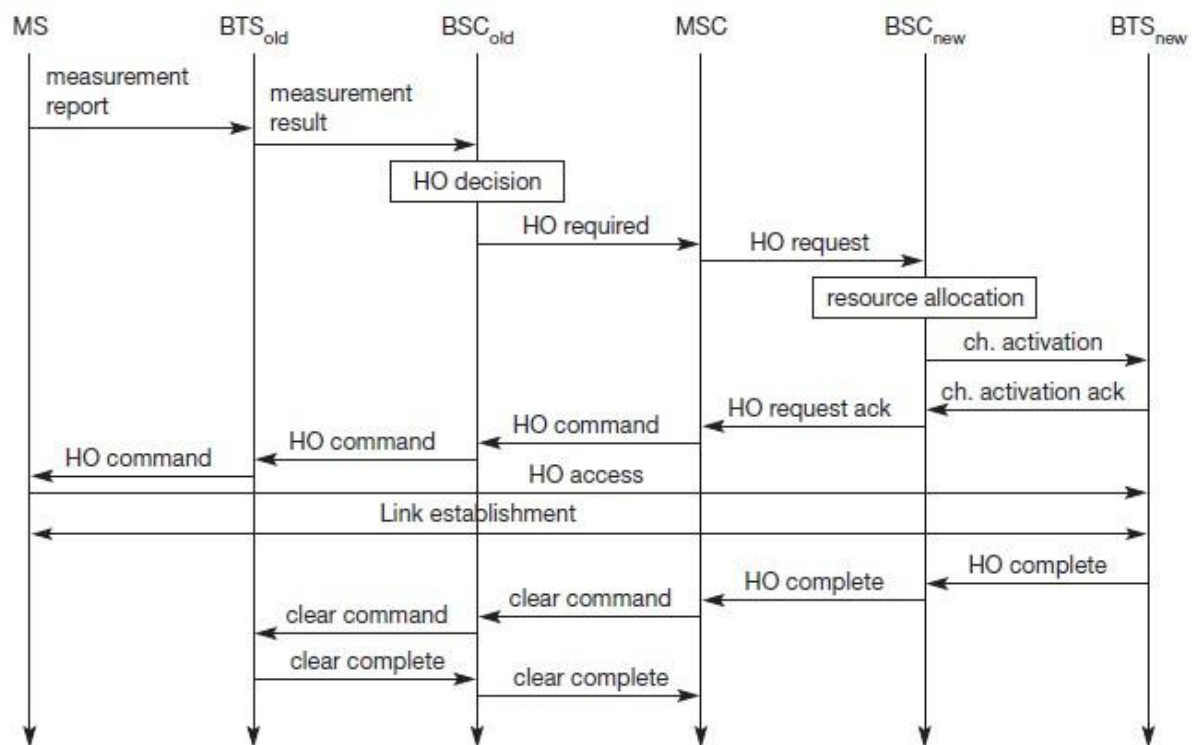 MS
BTSold
BSCold
MSC
BSCnew
BTSnew
measurement
report
measurement
result
HO decision
HO required
HO request
resource allocation
ch. activation
ch. activation ack
HO request ack
HO command
HO command
HO command
HO access
Link establishment
HO complete
HO complete
clear command
clear command
clear complete
clear complete